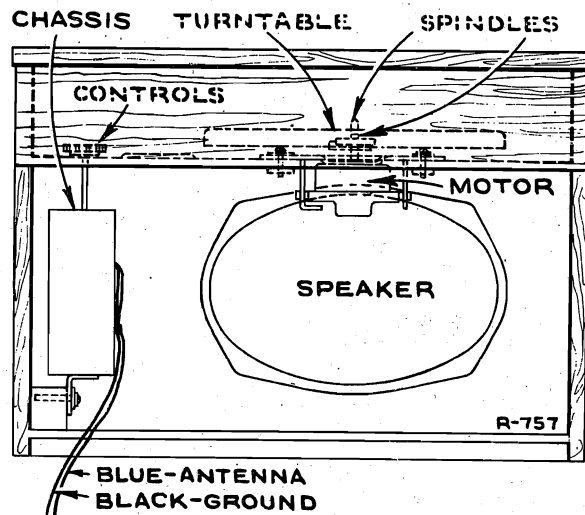 CHASSIS TURNTABLE SPINDLES
CONTROLS
MOTOR
SPEAKER
R-757
BLUE-ANTENNA
BLACK-GROUND